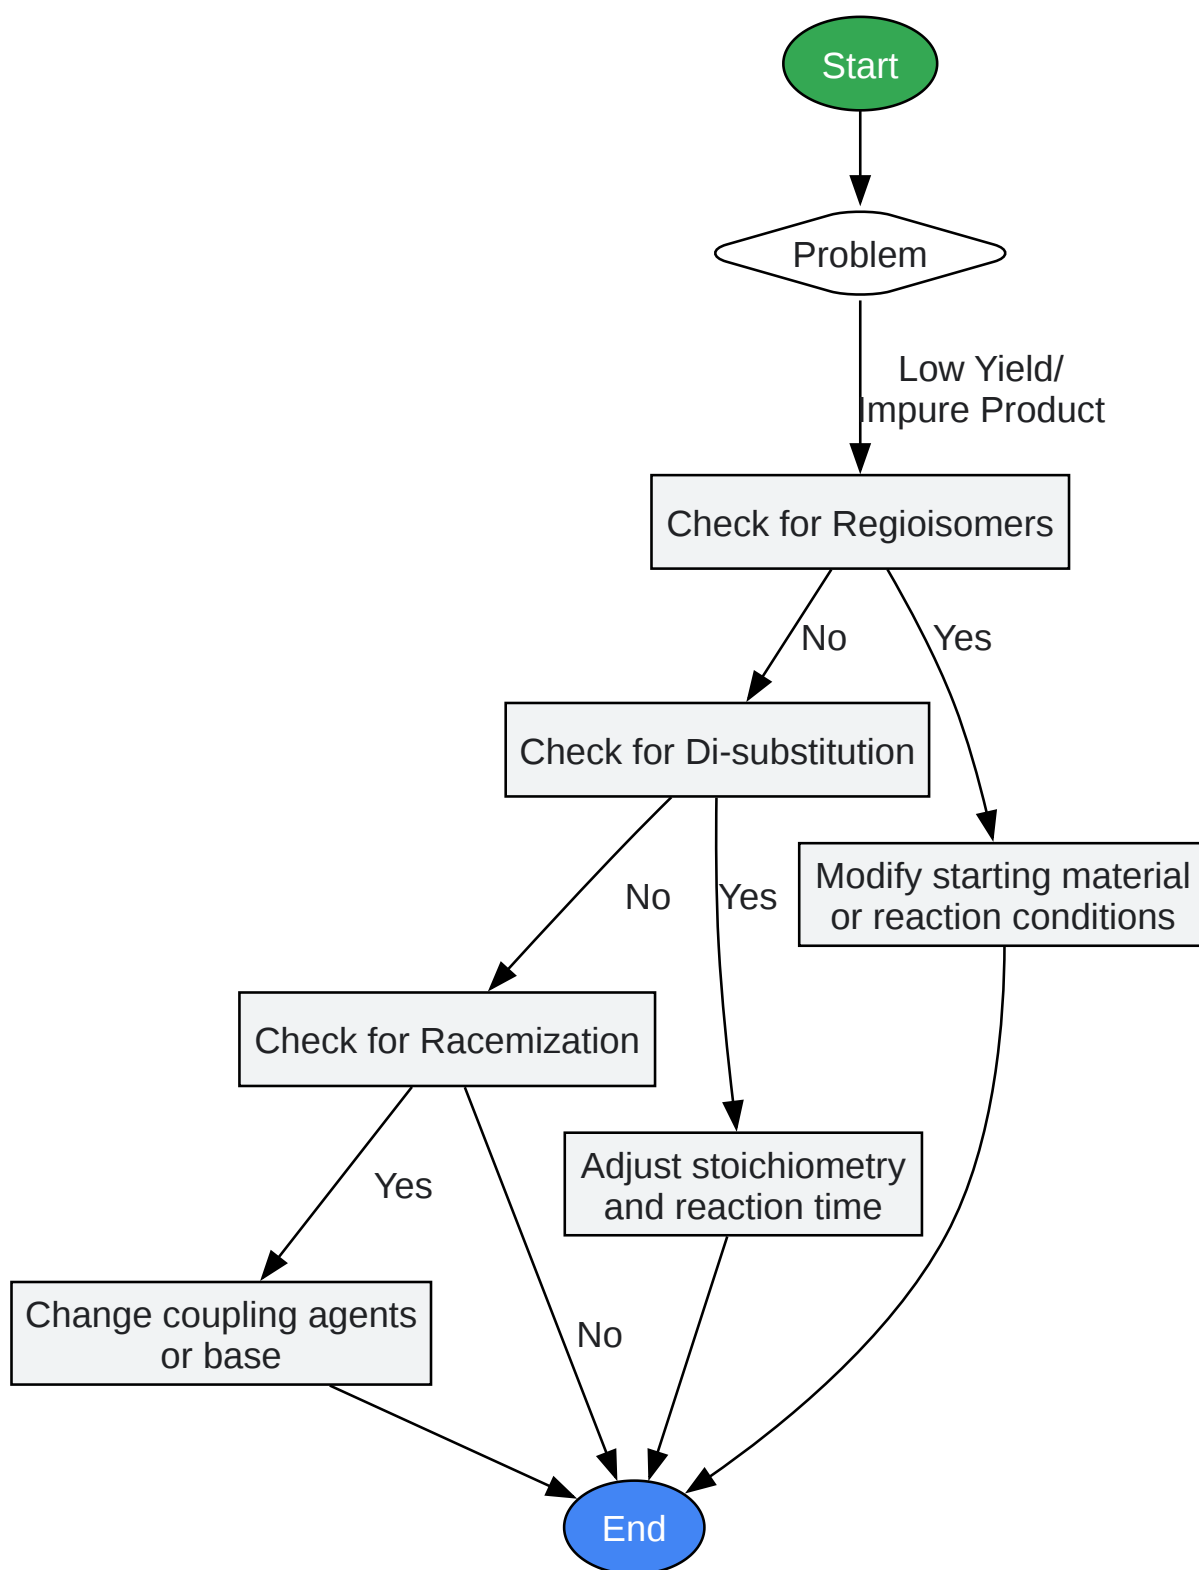 Start
Problem
Low Yield/
Impure Product
Check for Regioisomers
No
Yes
Check for Di-substitution
Modify starting material
or reaction conditions
No
Yes
Check for Racemization
Adjust stoichiometry
and reaction time
Yes
Change coupling agents
or base
No
End